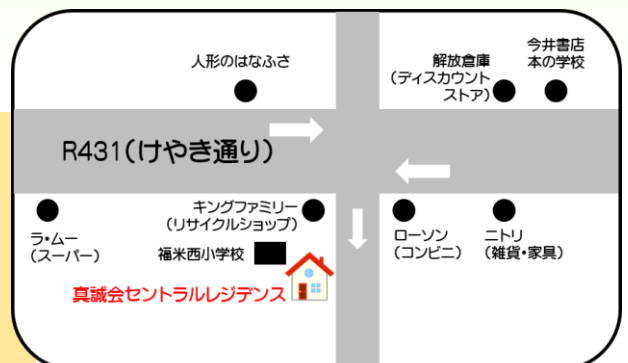 人形のはなふさ
解放倉庫
(ディスカウント
ストア)
今井書店
本の学校
R431(けやき通り)
ラ・ムー
(スーパー)
キングファミリー
(リサイクルショップ)
福米西小学校
真誠会セントラルレジデンス
ローソン
(コンビニ)
ニトリ
(雑貨・家具)